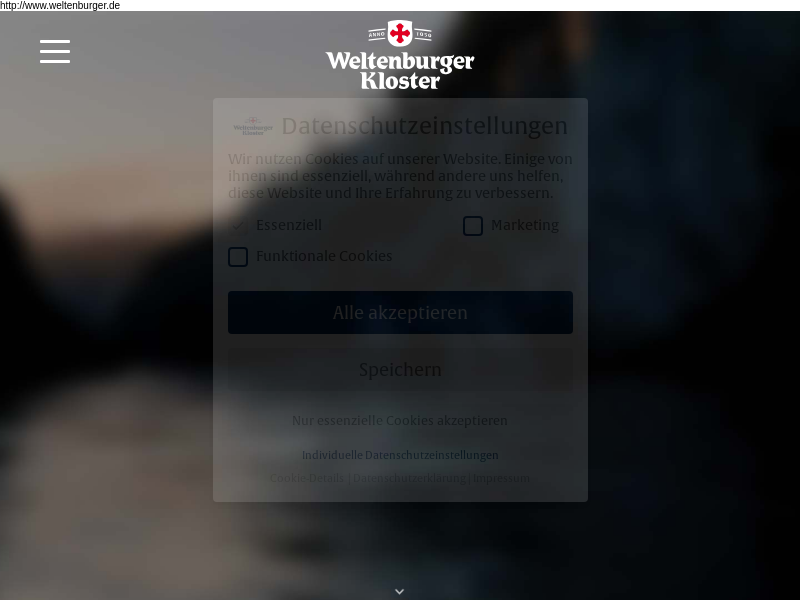 http://www.weltenburger.de
ANNO 1050
Weltenburger
Kloster
Weltenburger
Kloster
Datenschutzeinstellungen
Wir nutzen Cookies auf unserer Website. Einige von
ihnen sind essenziell, während andere uns helfen,
diese Website und Ihre Erfahrung zu verbessern.
Essenziell
Marketing
Funktionale Cookies
Alle akzeptieren
Speichern
Nur essenzielle Cookies akzeptieren
Individuelle Datenschutzeinstellungen
Cookie-Details | Datenschutzerklärung | Impressum